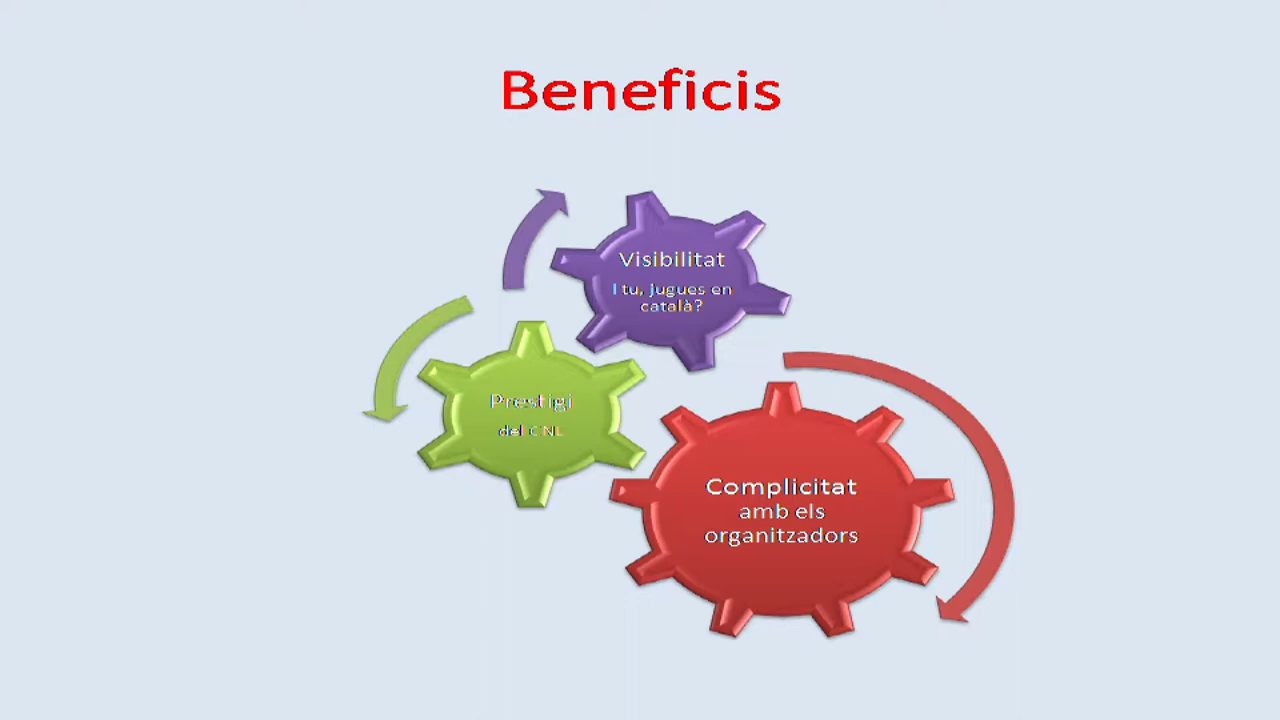 Beneficis
Visibilitat
I tu, jugues en
català?
Prestigi
del CNL
Complicitat
amb els
organitzadors